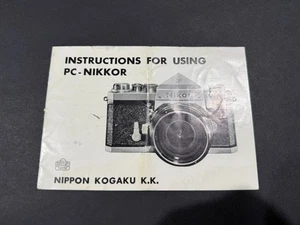 INSTRUCTIONS FOR USING
PC-NIKKOR
NIKON
NIPPON KOGAKU K.K.